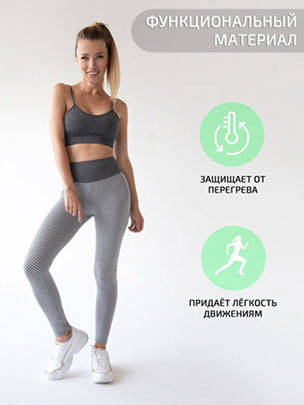 ФУНКЦИОНАЛЬНЫЙ
МАТЕРИАЛ
ЗАЩИЩАЕТ ОТ
ПЕРЕГРЕВА
ПРИДАЁТ ЛЁГКОСТЬ
ДВИЖЕНИЯМ